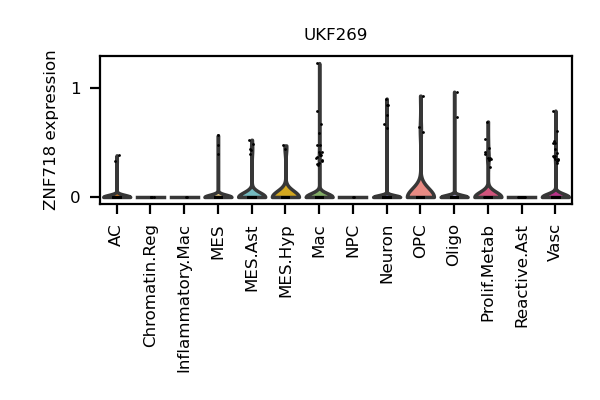 UKF269
ZNF718 expression
1
0
AC
Chromatin.Reg
Inflammatory.Mac
MES
MES.Ast
MES.Hyp
Mac
NPC
Neuron
OPC
Oligo
Prolif.Metab
Reactive.Ast
Vasc